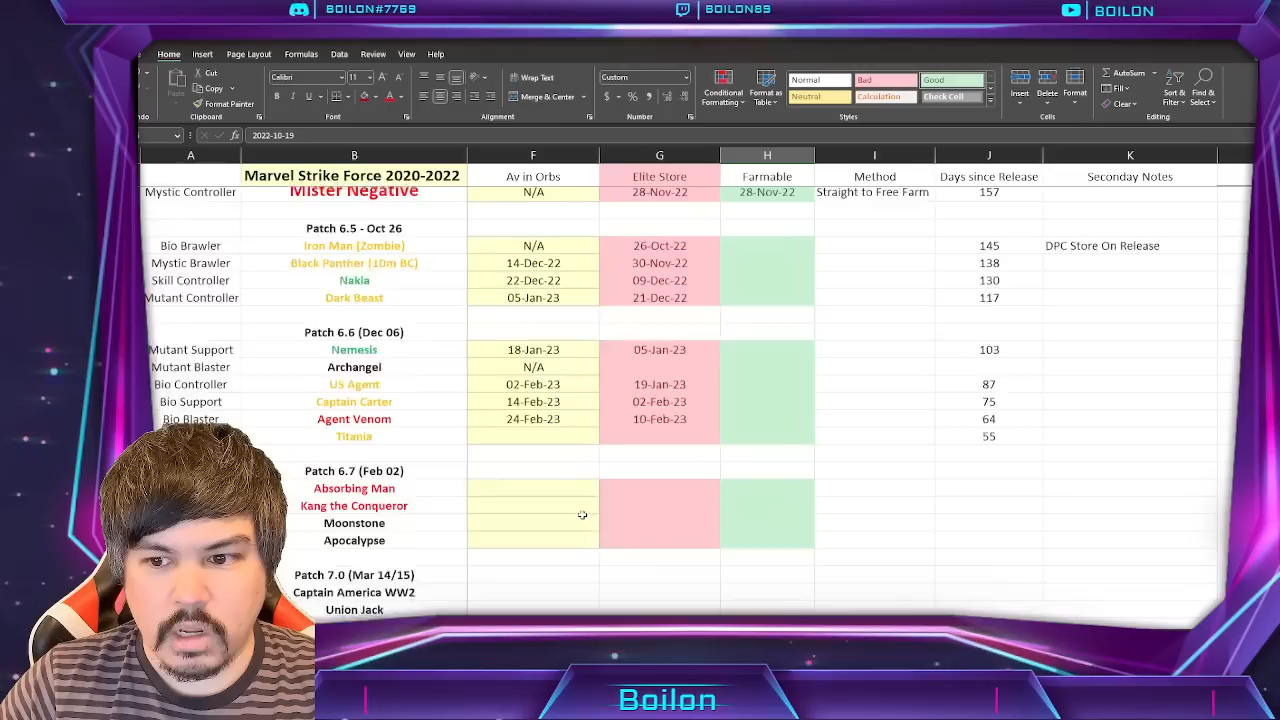 BOILON#7769 BOILON89 BOILON
Home Insert Page Layout Formulas Data Review View Help
Cut
Copy
Format Painter
Paste
Calibri 11
B I U
Wrap Text
Merge & Center
Custom
$ % 9
Conditional Formatting
Format as Table
Normal Bad Good
Neutral Calculation Check Cell
Insert Delete Format
AutoSum
Fill
Clear
Sort & Filter
Find & Select
Clipboard Font Alignment Number Styles Cells Editing
fx 2022-10-19
A B F G H I J K
Marvel Strike Force 2020-2022 Av in Orbs Elite Store Farmable Method Days since Release Seconday Notes
Mystic Controller Mister Negative N/A 28-Nov-22 28-Nov-22 Straight to Free Farm 157
Patch 6.5 - Oct 26
Bio Brawler Iron Man (Zombie) N/A 26-Oct-22 145 DPC Store On Release
Mystic Brawler Black Panther (1Dm BC) 14-Dec-22 30-Nov-22 138
Skill Controller Nakia 22-Dec-22 09-Dec-22 130
Mutant Controller Dark Beast 05-Jan-23 21-Dec-22 117
Patch 6.6 (Dec 06)
Mutant Support Nemesis 18-Jan-23 05-Jan-23 103
Mutant Blaster Archangel N/A
Bio Controller US Agent 02-Feb-23 19-Jan-23 87
Bio Support Captain Carter 14-Feb-23 02-Feb-23 75
Bio Blaster Agent Venom 24-Feb-23 10-Feb-23 64
Titania 55
Patch 6.7 (Feb 02)
Absorbing Man
Kang the Conqueror
Moonstone
Apocalypse
Patch 7.0 (Mar 14/15)
Captain America WW2
Union Jack
Boilon